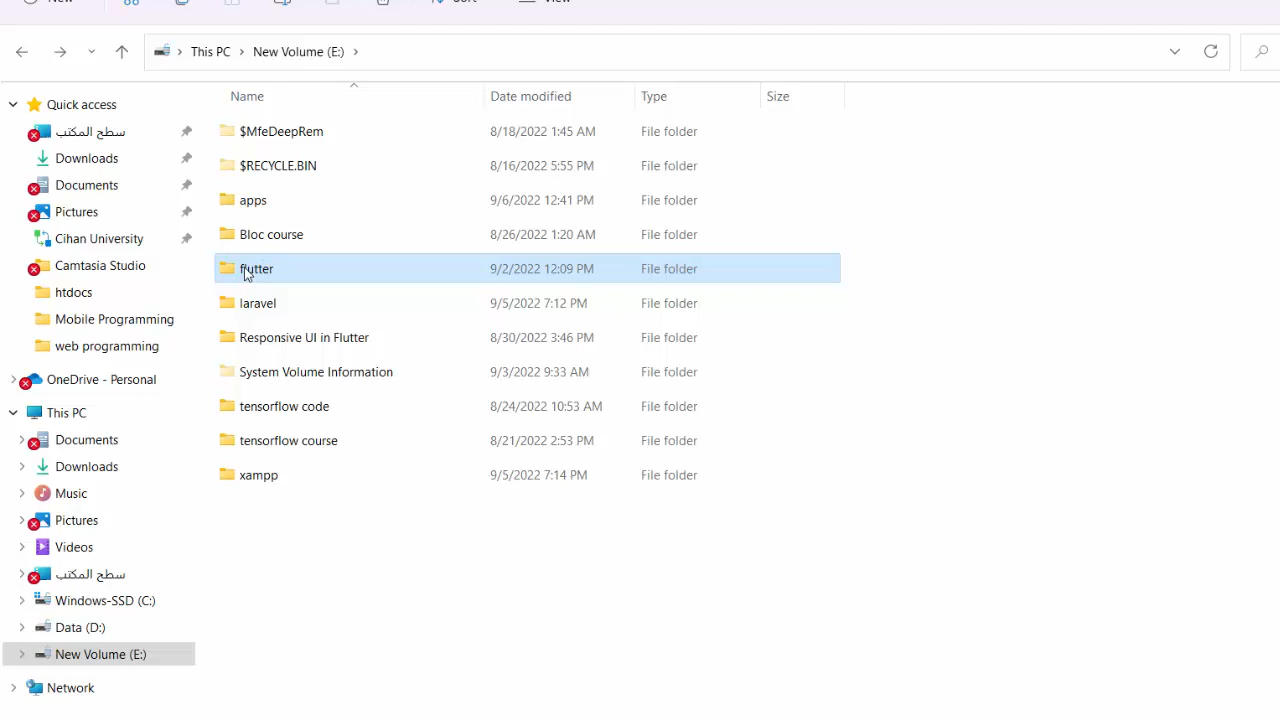 New Sort View
This PC New Volume (E:)
Name Date modified Type Size
Quick access
سطح المكتب
Downloads
Documents
Pictures
Cihan University
Camtasia Studio
htdocs
Mobile Programming
web programming
OneDrive - Personal
This PC
Documents
Downloads
Music
Pictures
Videos
سطح المكتب
Windows-SSD (C:)
Data (D:)
New Volume (E:)
Network
$MfeDeepRem 8/18/2022 1:45 AM File folder
$RECYCLE.BIN 8/16/2022 5:55 PM File folder
apps 9/6/2022 12:41 PM File folder
Bloc course 8/26/2022 1:20 AM File folder
flutter 9/2/2022 12:09 PM File folder
laravel 9/5/2022 7:12 PM File folder
Responsive UI in Flutter 8/30/2022 3:46 PM File folder
System Volume Information 9/3/2022 9:33 AM File folder
tensorflow code 8/24/2022 10:53 AM File folder
tensorflow course 8/21/2022 2:53 PM File folder
xampp 9/5/2022 7:14 PM File folder